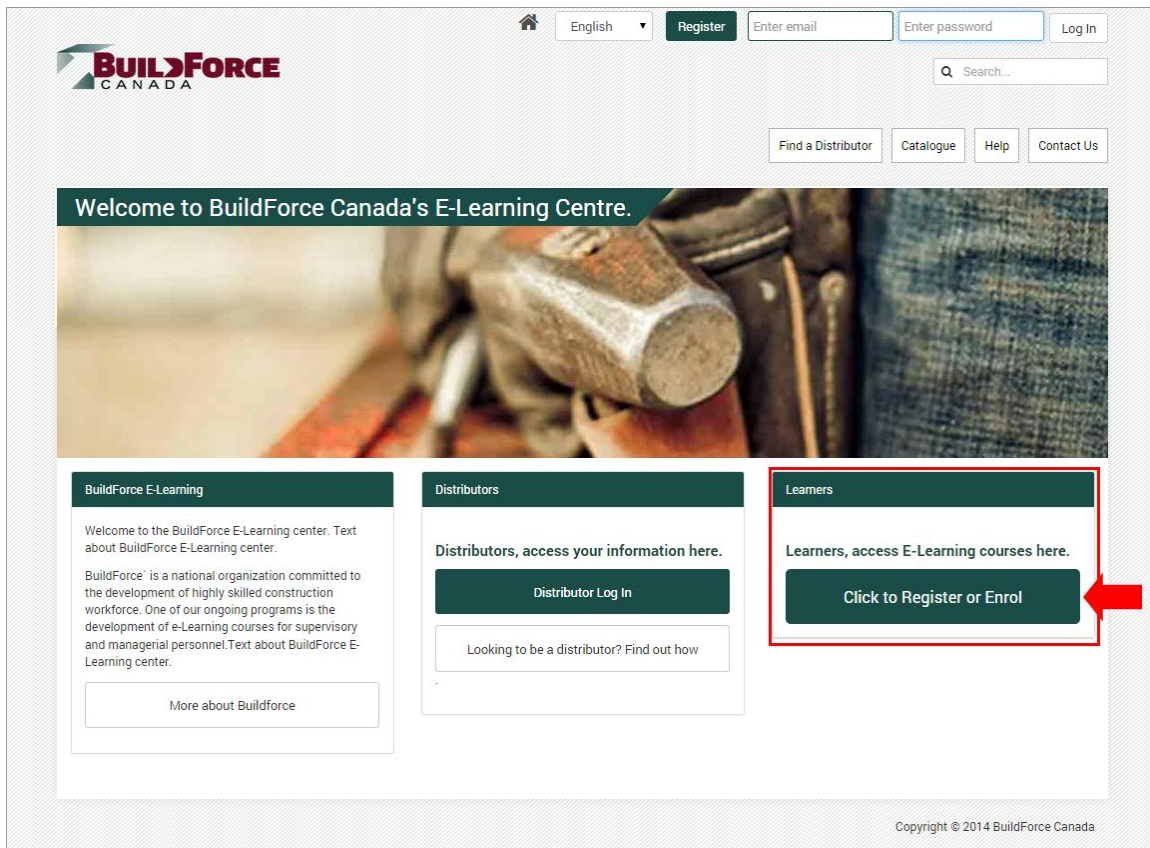 English
Register
Enter email
Enter password
Log In
BUILDFORCE
CANADA
Search...
Find a Distributor
Catalogue
Help
Contact Us
Welcome to BuildForce Canada's E-Learning Centre.
BuildForce E-Learning
Welcome to the BuildForce E-Learning center. Text
about BuildForce E-Learning center.
BuildForce` is a national organization committed to
the development of highly skilled construction
workforce. One of our ongoing programs is the
development of e-Learning courses for supervisory
and managerial personnel.Text about BuildForce E-
Learning center.
More about Buildforce
Distributors
Distributors, access your information here.
Distributor Log In
Looking to be a distributor? Find out how
.
Learners
Learners, access E-Learning courses here.
Click to Register or Enrol
Copyright © 2014 BuildForce Canada